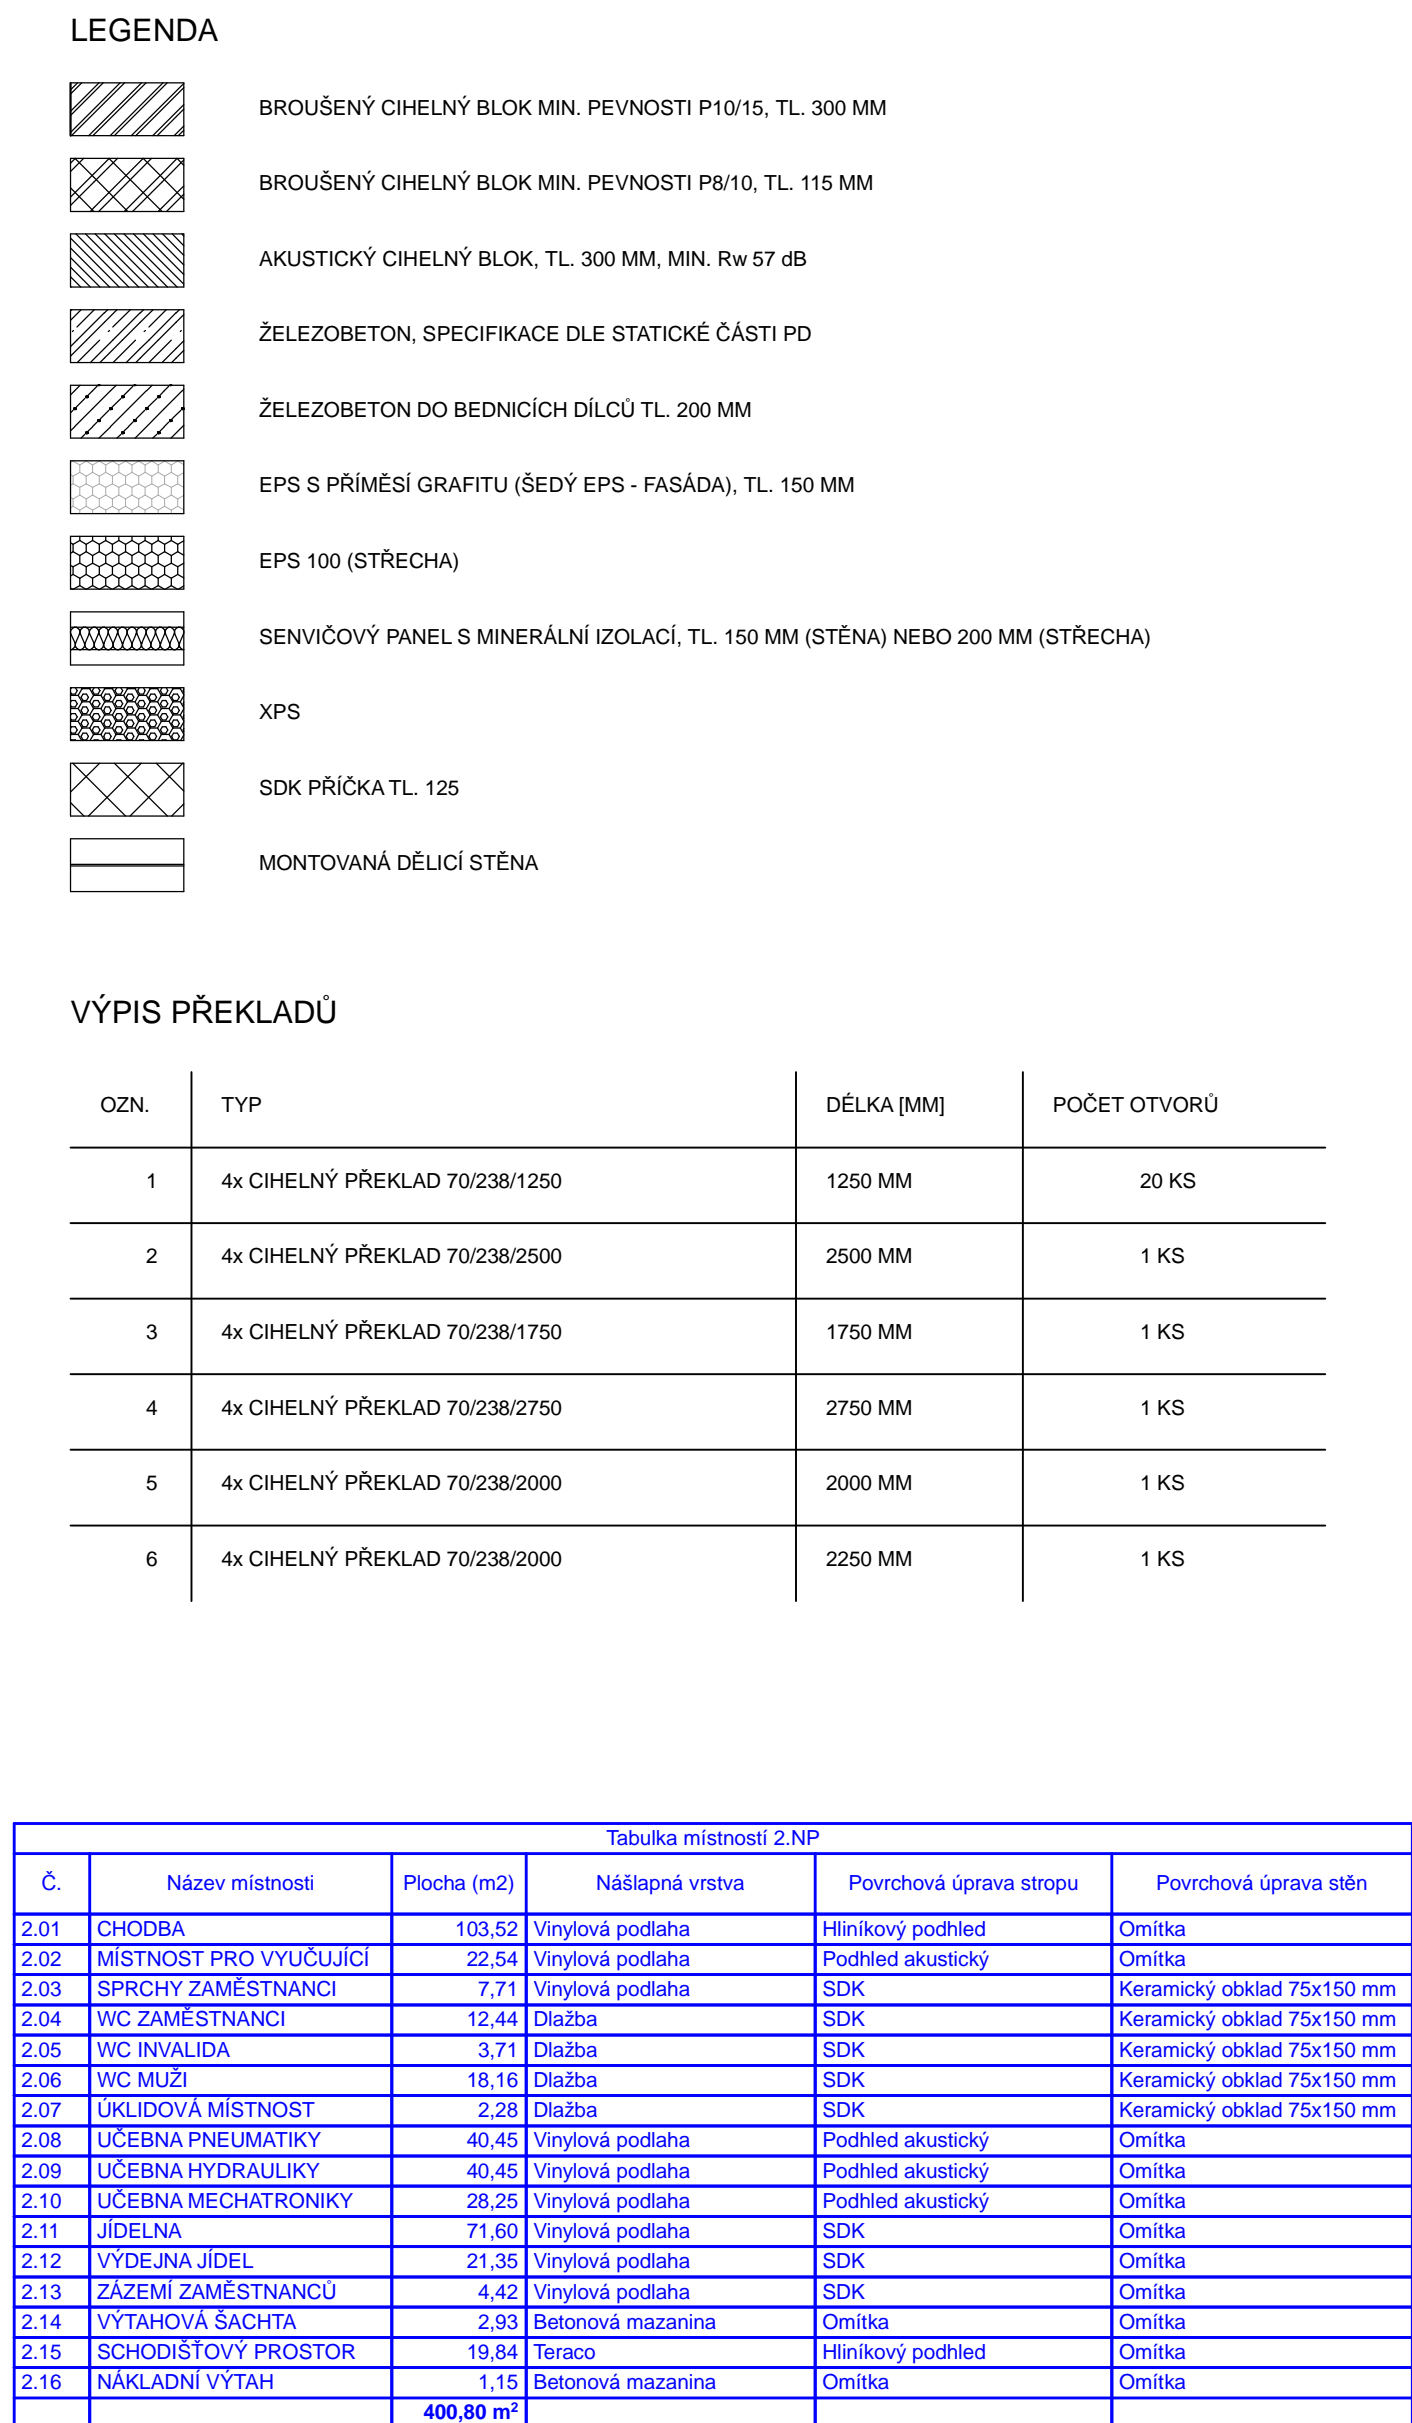 LEGENDA
BROUŠENÝ CIHELNÝ BLOK MIN. PEVNOSTI P10/15, TL. 300 MM
BROUŠENÝ CIHELNÝ BLOK MIN. PEVNOSTI P8/10, TL. 115 MM
AKUSTICKÝ CIHELNÝ BLOK, TL. 300 MM, MIN. Rw 57 dB
ŽELEZOBETON, SPECIFIKACE DLE STATICKÉ ČÁSTI PD
ŽELEZOBETON DO BEDNICÍCH DÍLCŮ TL. 200 MM
EPS S PŘÍMĚSÍ GRAFITU (ŠEDÝ EPS - FASÁDA), TL. 150 MM
EPS 100 (STŘECHA)
SENVIČOVÝ PANEL S MINERÁLNÍ IZOLACÍ, TL. 150 MM (STĚNA) NEBO 200 MM (STŘECHA)
XPS
SDK PŘÍČKA TL. 125
MONTOVANÁ DĚLICÍ STĚNA
VÝPIS PŘEKLADŮ
OZN. TYP DÉLKA [MM] POČET OTVORŮ
1 4x CIHELNÝ PŘEKLAD 70/238/1250 1250 MM 20 KS
2 4x CIHELNÝ PŘEKLAD 70/238/2500 2500 MM 1 KS
3 4x CIHELNÝ PŘEKLAD 70/238/1750 1750 MM 1 KS
4 4x CIHELNÝ PŘEKLAD 70/238/2750 2750 MM 1 KS
5 4x CIHELNÝ PŘEKLAD 70/238/2000 2000 MM 1 KS
6 4x CIHELNÝ PŘEKLAD 70/238/2000 2250 MM 1 KS
Tabulka místností 2.NP
Č. Název místnosti Plocha (m2) Nášlapná vrstva Povrchová úprava stropu Povrchová úprava stěn
2.01 CHODBA 103,52 Vinylová podlaha Hliníkový podhled Omítka
2.02 MÍSTNOST PRO VYUČUJÍCÍ 22,54 Vinylová podlaha Podhled akustický Omítka
2.03 SPRCHY ZAMĚSTNANCI 7,71 Vinylová podlaha SDK Keramický obklad 75x150 mm
2.04 WC ZAMĚSTNANCI 12,44 Dlažba SDK Keramický obklad 75x150 mm
2.05 WC INVALIDA 3,71 Dlažba SDK Keramický obklad 75x150 mm
2.06 WC MUŽI 18,16 Dlažba SDK Keramický obklad 75x150 mm
2.07 ÚKLIDOVÁ MÍSTNOST 2,28 Dlažba SDK Keramický obklad 75x150 mm
2.08 UČEBNA PNEUMATIKY 40,45 Vinylová podlaha Podhled akustický Omítka
2.09 UČEBNA HYDRAULIKY 40,45 Vinylová podlaha Podhled akustický Omítka
2.10 UČEBNA MECHATRONIKY 28,25 Vinylová podlaha Podhled akustický Omítka
2.11 JÍDELNA 71,60 Vinylová podlaha SDK Omítka
2.12 VÝDEJNA JÍDEL 21,35 Vinylová podlaha SDK Omítka
2.13 ZÁZEMÍ ZAMĚSTNANCŮ 4,42 Vinylová podlaha SDK Omítka
2.14 VÝTAHOVÁ ŠACHTA 2,93 Betonová mazanina Omítka Omítka
2.15 SCHODIŠŤOVÝ PROSTOR 19,84 Teraco Hliníkový podhled Omítka
2.16 NÁKLADNÍ VÝTAH 1,15 Betonová mazanina Omítka Omítka
400,80 m²